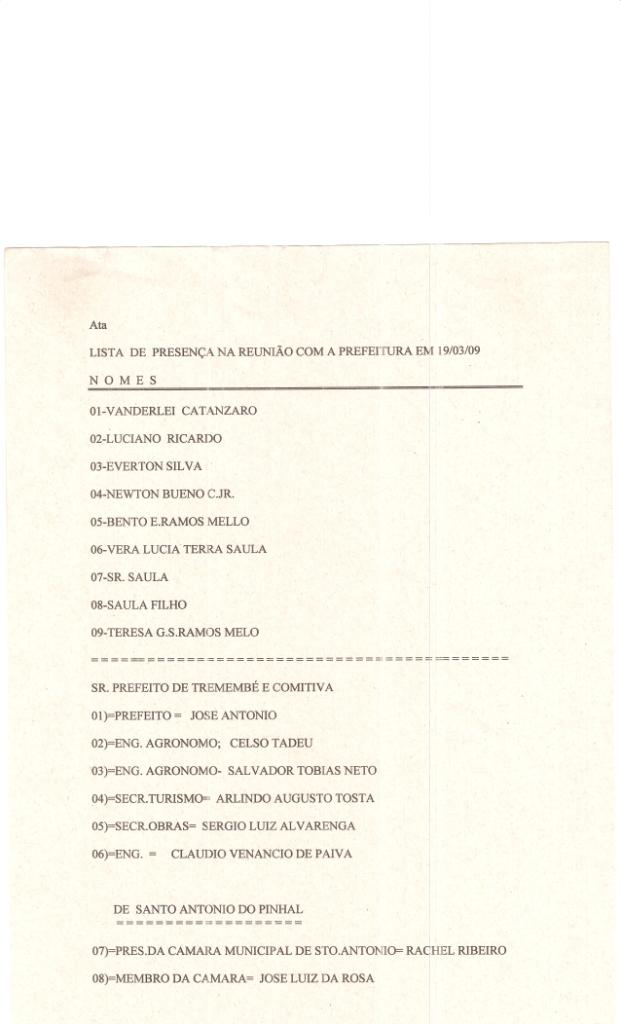 Ata
LISTA DE PRESENÇA NA REUNIÃO COM A PREFEITURA EM 19/03/09
N O M E S
01-VANDERLEI CATANZARO
02-LUCIANO RICARDO
03-EVERTON SILVA
04-NEWTON BUENO C.JR.
05-BENTO E.RAMOS MELLO
06-VERA LUCIA TERRA SAULA
07-SR. SAULA
08-SAULA FILHO
09-TERESA G.S.RAMOS MELO
=============================================
SR. PREFEITO DE TREMEMBÉ E COMITIVA
01)=PREFEITO = JOSE ANTONIO
02)=ENG. AGRONOMO; CELSO TADEU
03)=ENG. AGRONOMO- SALVADOR TOBIAS NETO
04)=SECR.TURISMO= ARLINDO AUGUSTO TOSTA
05)=SECR.OBRAS= SERGIO LUIZ ALVARENGA
06)=ENG. = CLAUDIO VENANCIO DE PAIVA
DE SANTO ANTONIO DO PINHAL
====================
07)=PRES.DA CAMARA MUNICIPAL DE STO.ANTONIO= RACHEL RIBEIRO
08)=MEMBRO DA CAMARA= JOSE LUIZ DA ROSA